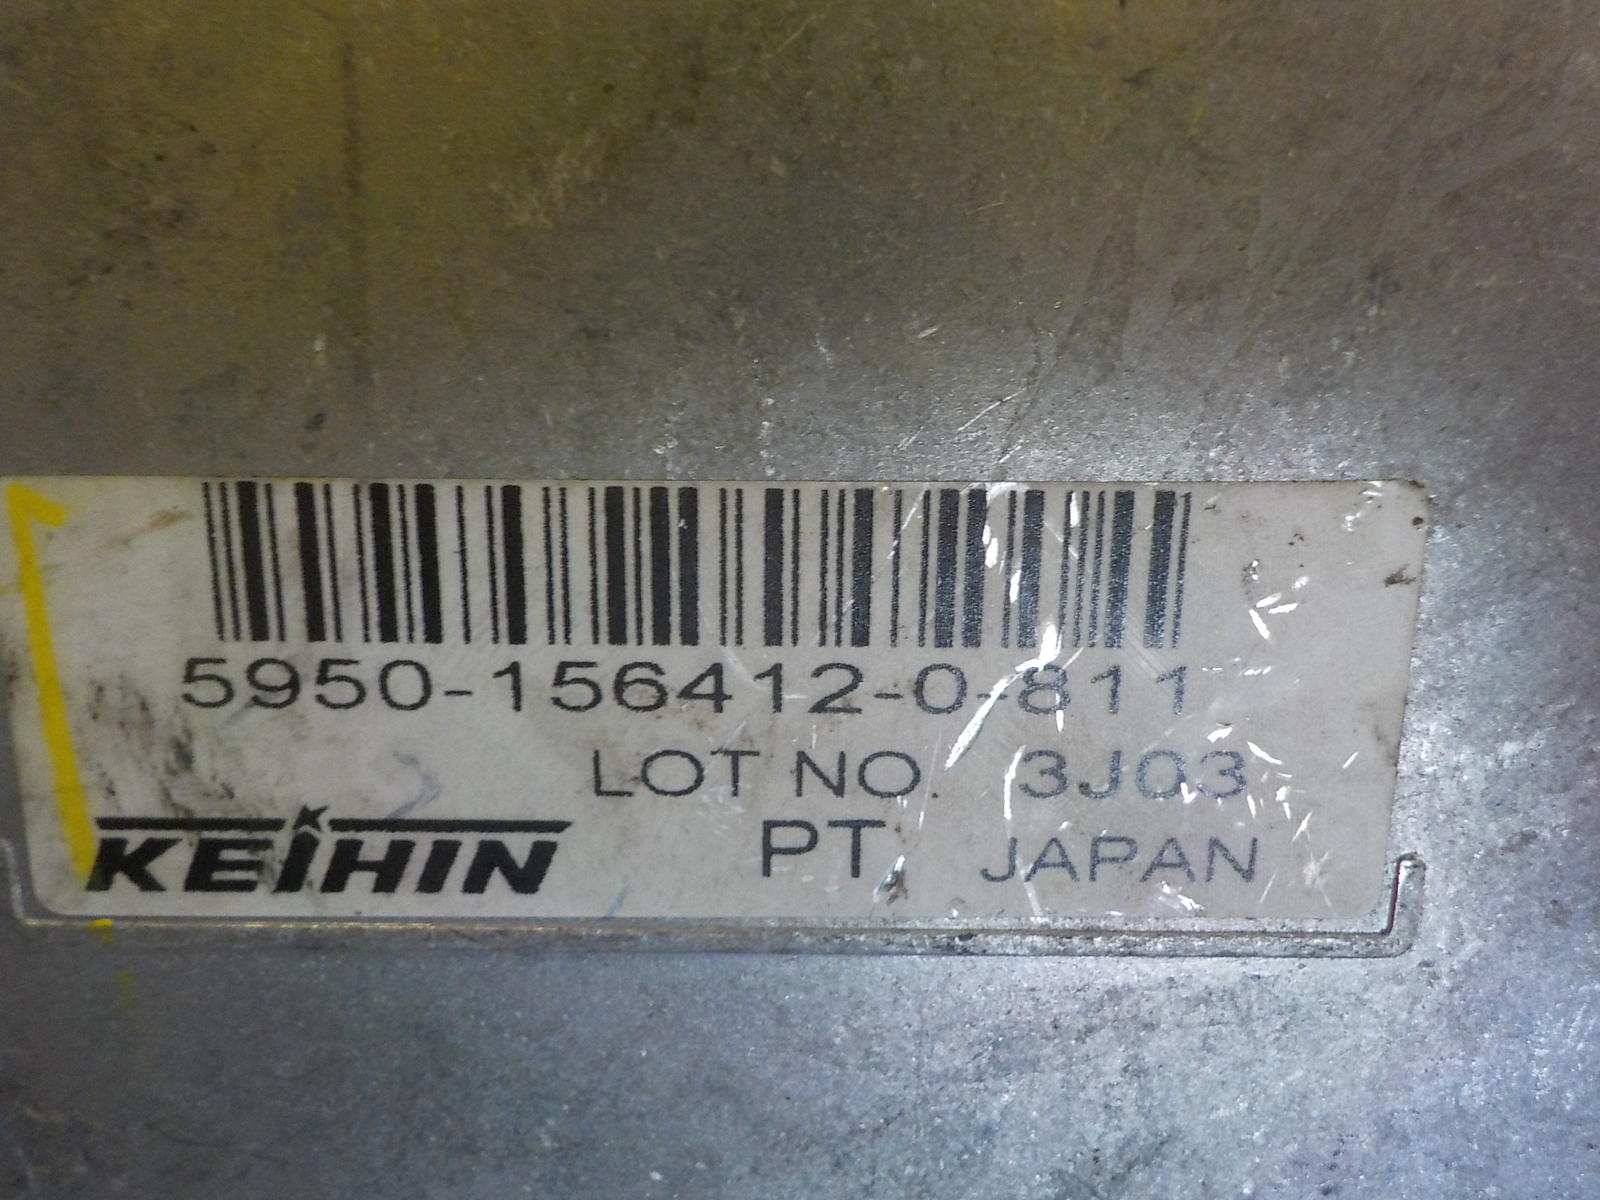 5950-156412-0-811
LOT NO. 3J03
KEIHIN PT JAPAN